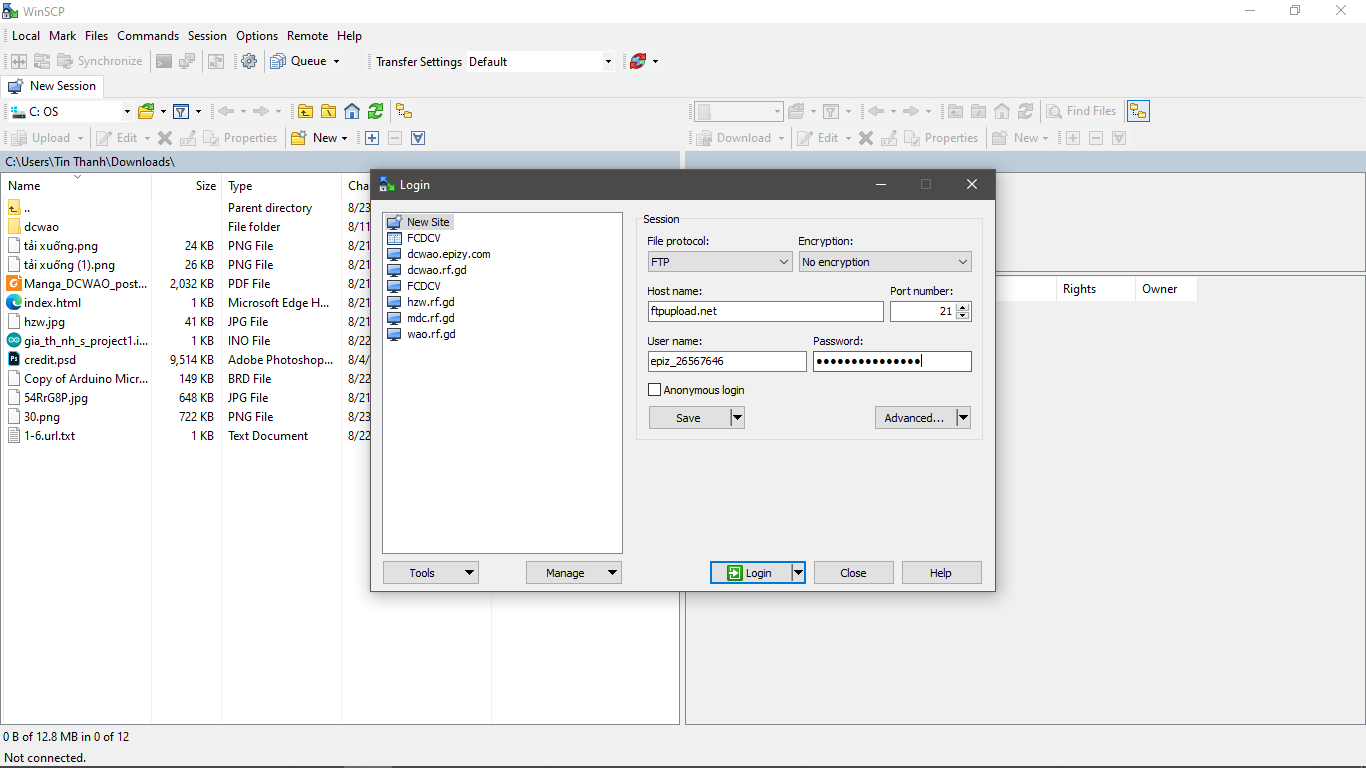 WinSCP
Local Mark Files Commands Session Options Remote Help
Synchronize Queue Transfer Settings Default
New Session
C: OS Find Files
Upload Edit Properties New Download Edit Properties New
C:\Users\Tin Thanh\Downloads\
Name Size Type Cha
.. Parent directory 8/23
dcwao File folder 8/11
tải xuống.png 24 KB PNG File 8/21
tải xuống (1).png 26 KB PNG File 8/21
Manga_DCWAO_post... 2,032 KB PDF File 8/21
index.html 1 KB Microsoft Edge H... 8/21
hzw.jpg 41 KB JPG File 8/21
gia_th_nh_s_project1.i... 1 KB INO File 8/22
credit.psd 9,514 KB Adobe Photoshop... 8/4/
Copy of Arduino Micr... 149 KB BRD File 8/22
54RrG8P.jpg 648 KB JPG File 8/21
30.png 722 KB PNG File 8/23
1-6.url.txt 1 KB Text Document 8/22
Rights Owner
Login
New Site
FCDCV
dcwao.epizy.com
dcwao.rf.gd
FCDCV
hzw.rf.gd
mdc.rf.gd
wao.rf.gd
Session
File protocol: Encryption:
FTP No encryption
Host name: Port number:
ftpupload.net 21
User name: Password:
epiz_26567646 ●●●●●●●●●●●●●●●
Anonymous login
Save Advanced...
Tools Manage Login Close Help
0 B of 12.8 MB in 0 of 12
Not connected.